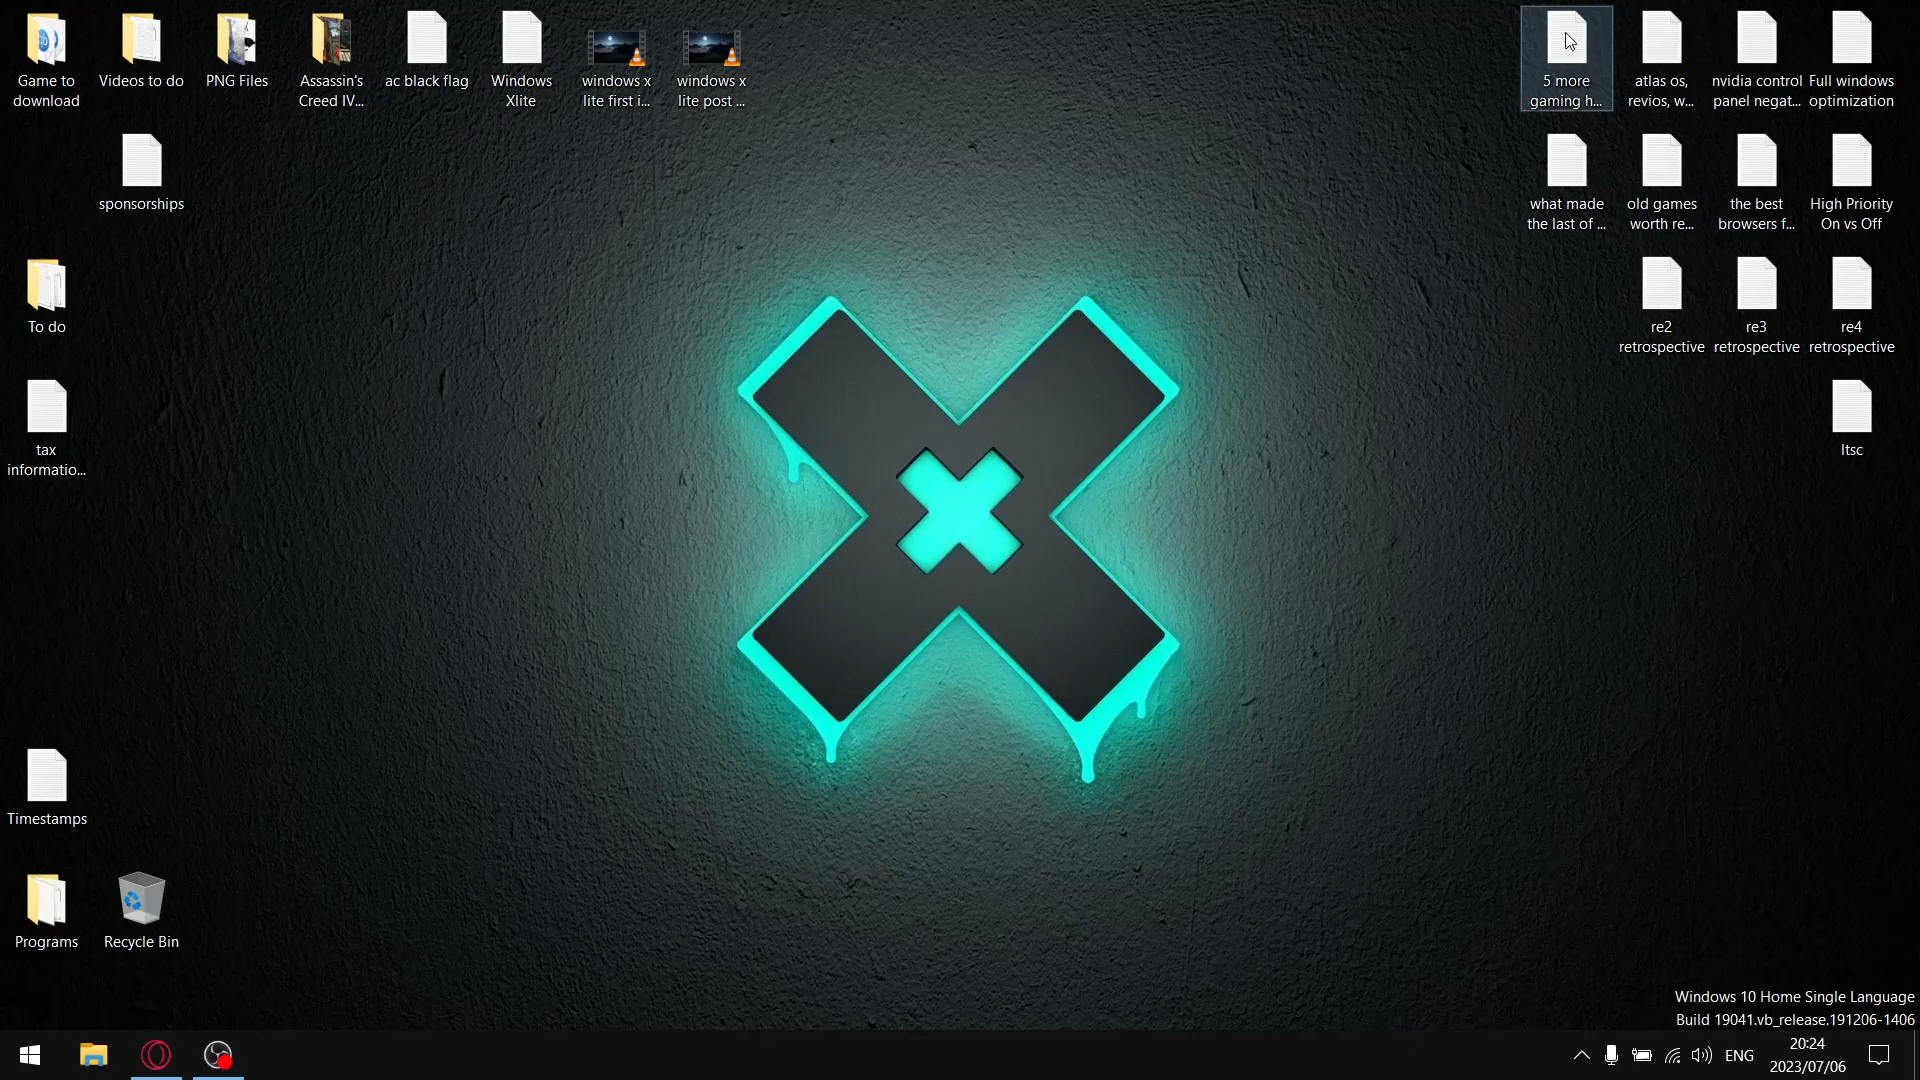 Game to
download
Videos to do
PNG Files
Assassin's
Creed IV...
ac black flag
Windows
Xlite
windows x
lite first i...
windows x
lite post ...
5 more
gaming h...
atlas os,
revios, w...
nvidia control
panel negat...
Full windows
optimization
sponsorships
what made
the last of ...
old games
worth re...
the best
browsers f...
High Priority
On vs Off
To do
re2
retrospective
re3
retrospective
re4
retrospective
tax
informatio...
ltsc
Timestamps
Programs
Recycle Bin
Windows 10 Home Single Language
Build 19041.vb_release.191206-1406
ENG
20:24
2023/07/06